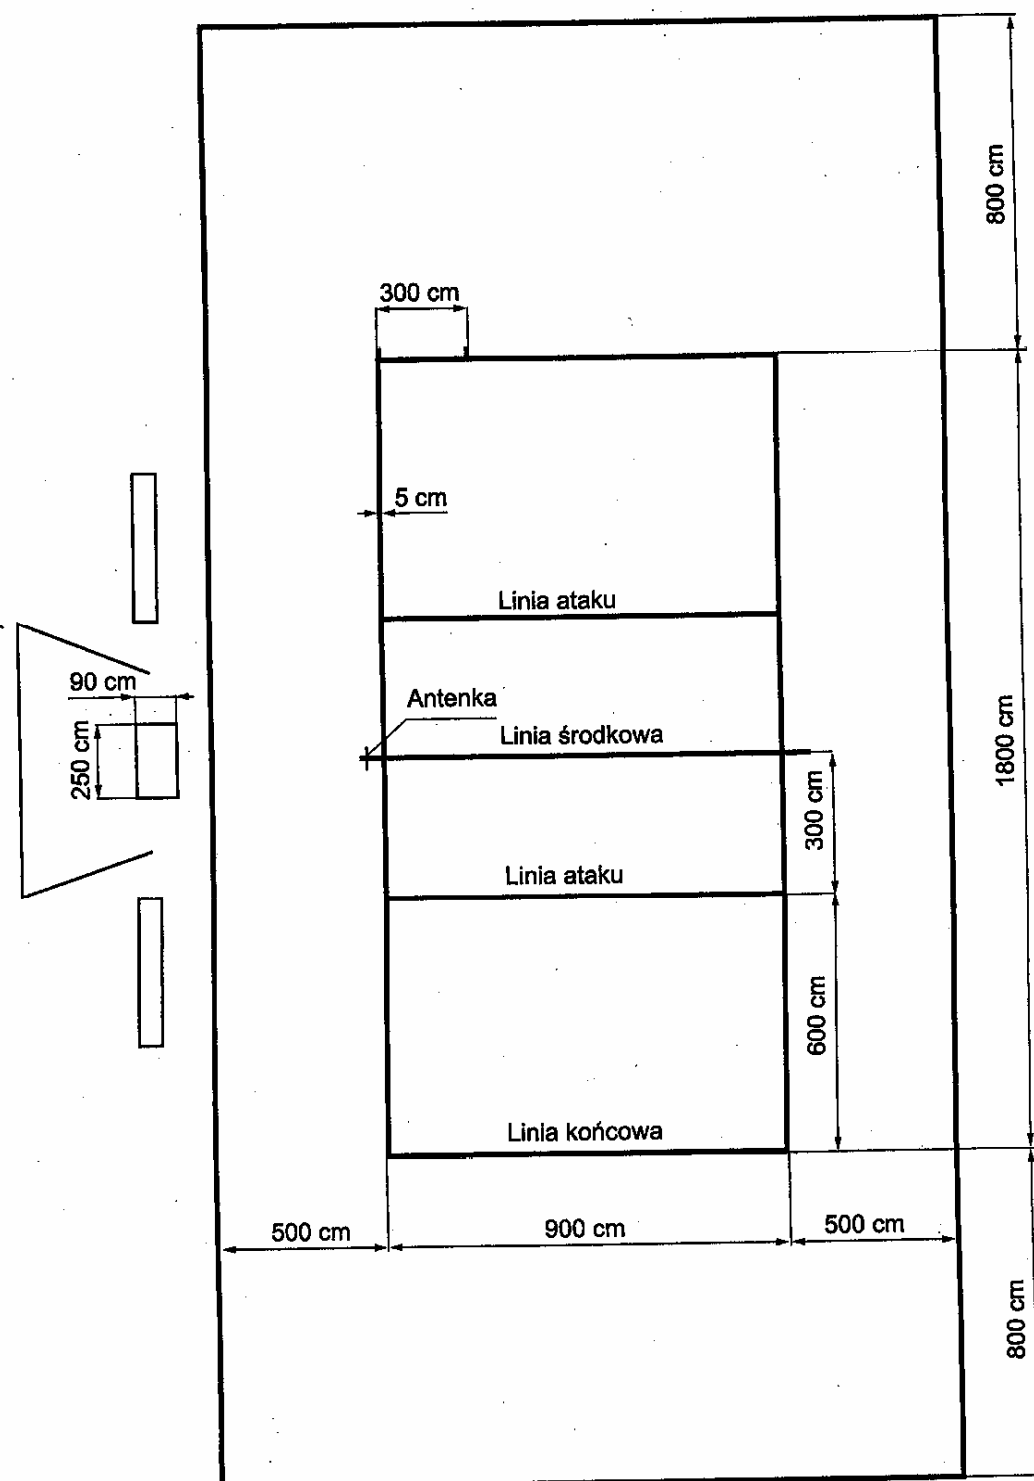 800 cm
300 cm
5 cm
Linia ataku
90 cm
Antenka
250 cm
Linia środkowa
1800 cm
300 cm
Linia ataku
600 cm
Linia końcowa
500 cm
900 cm
500 cm
800 cm